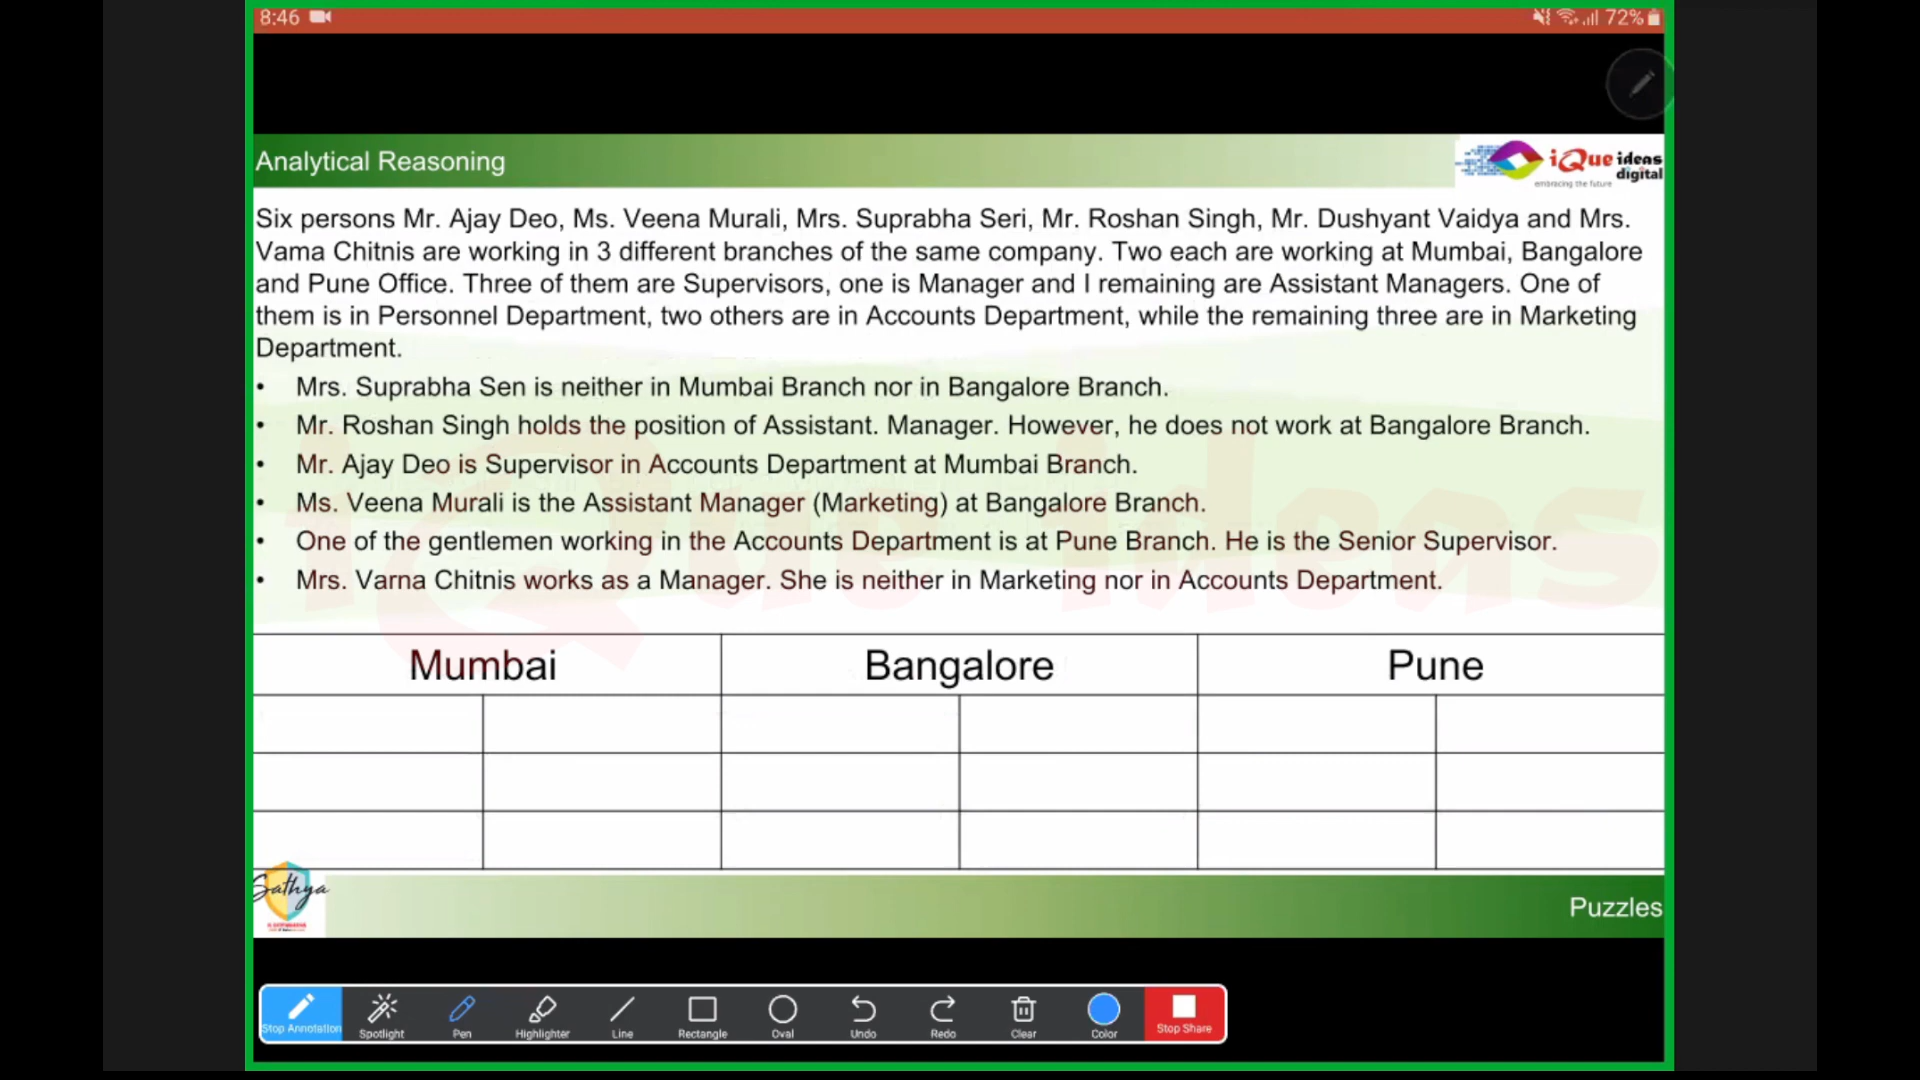 8:46
72%
Analytical Reasoning
iQue ideas
digital
embracing the future
Six persons Mr. Ajay Deo, Ms. Veena Murali, Mrs. Suprabha Seri, Mr. Roshan Singh, Mr. Dushyant Vaidya and Mrs.
Vama Chitnis are working in 3 different branches of the same company. Two each are working at Mumbai, Bangalore
and Pune Office. Three of them are Supervisors, one is Manager and I remaining are Assistant Managers. One of
them is in Personnel Department, two others are in Accounts Department, while the remaining three are in Marketing
Department.
• Mrs. Suprabha Sen is neither in Mumbai Branch nor in Bangalore Branch.
• Mr. Roshan Singh holds the position of Assistant. Manager. However, he does not work at Bangalore Branch.
• Mr. Ajay Deo is Supervisor in Accounts Department at Mumbai Branch.
• Ms. Veena Murali is the Assistant Manager (Marketing) at Bangalore Branch.
• One of the gentlemen working in the Accounts Department is at Pune Branch. He is the Senior Supervisor.
• Mrs. Varna Chitnis works as a Manager. She is neither in Marketing nor in Accounts Department.
iQue ideas
Mumbai Bangalore Pune
Sathya
Puzzles
Stop Annotation Spotlight Pen Highlighter Line Rectangle Oval Undo Redo Clear Color Stop Share